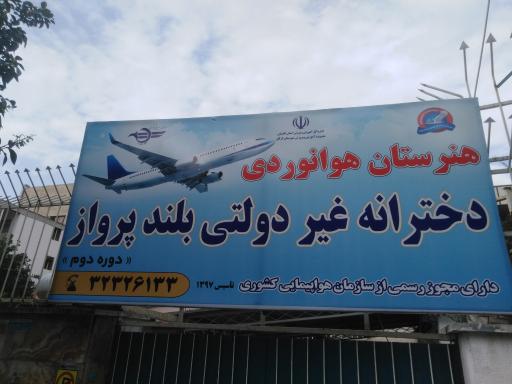 هنرستان هوانوردی
دخترانه غیر دولتی بلند پرواز
« دوره دوم »
دارای مجوز رسمی از سازمان هواپیمایی کشوری
تاسیس ۱۳۹۷
۳۲۳۲۶۱۳۳